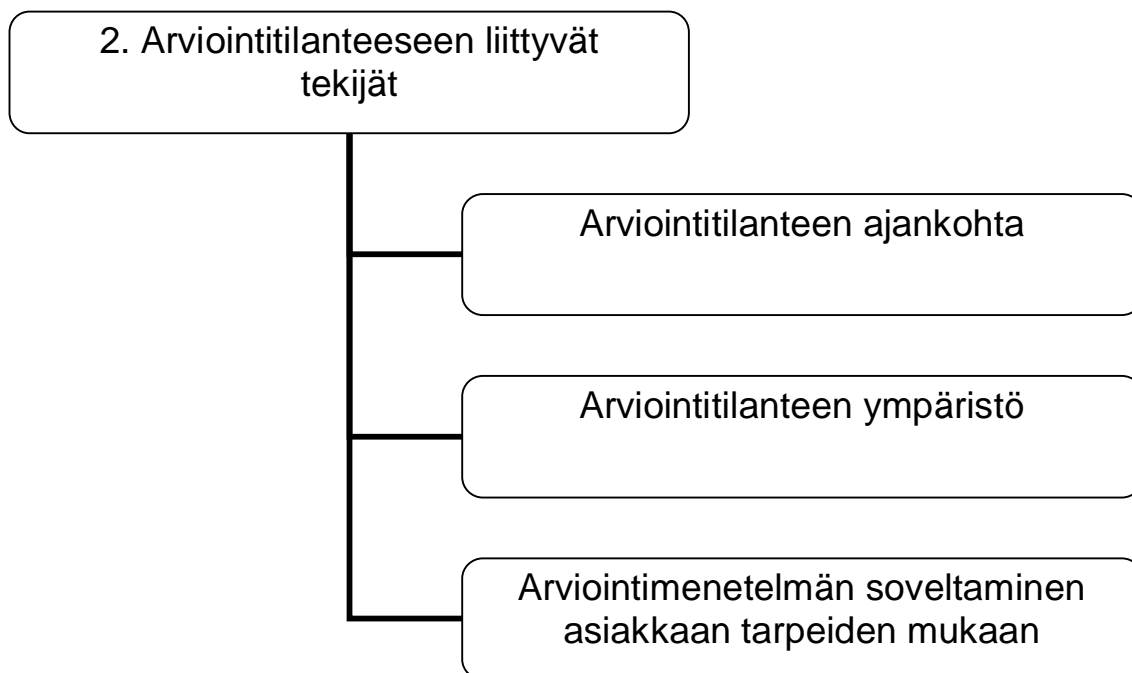 2. Arviointitilanteeseen liittyvät
tekijät
Arviointitilanteen ajankohta
Arviointitilanteen ympäristö
Arviointimenetelmän soveltaminen
asiakkaan tarpeiden mukaan